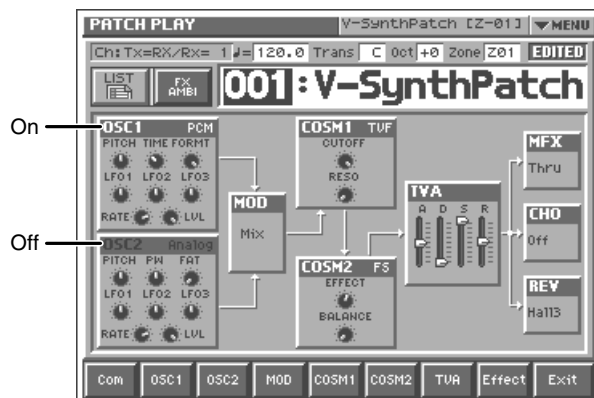 PATCH PLAY V-SynthPatch [Z-01] ▼MENU
Ch:Tx=RX/Rx= 1 ♩=120.0 Trans C Oct +0 Zone Z01 EDITED
LIST FX AMBI 001:V-SynthPatch
On
Off
OSC1 PCM
PITCH TIME FORMT
LFO1 LFO2 LFO3
RATE LVL
OSC2 Analog
PITCH PW FAT
LFO1 LFO2 LFO3
RATE LVL
MOD
Mix
COSM1 TVF
CUTOFF
RESO
COSM2 FS
EFFECT
BALANCE
TVA
A D S R
MFX
Thru
CHO
Off
REV
Hall3
Com OSC1 OSC2 MOD COSM1 COSM2 TVA Effect Exit